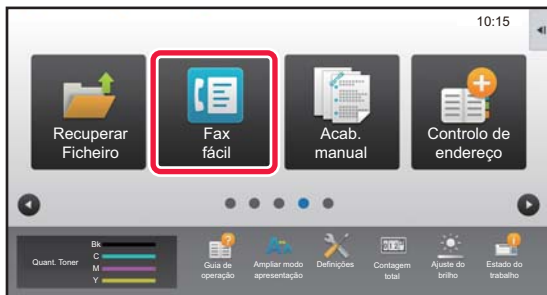 10:15
Recuperar
Ficheiro
Fax
fácil
Acab.
manual
Controlo de
endereço
Quant. Toner
Bk
C
M
Y
Guia de
operação
Ampliar modo
apresentação
Definições
Contagem
total
Ajuste do
brilho
Estado do
trabalho